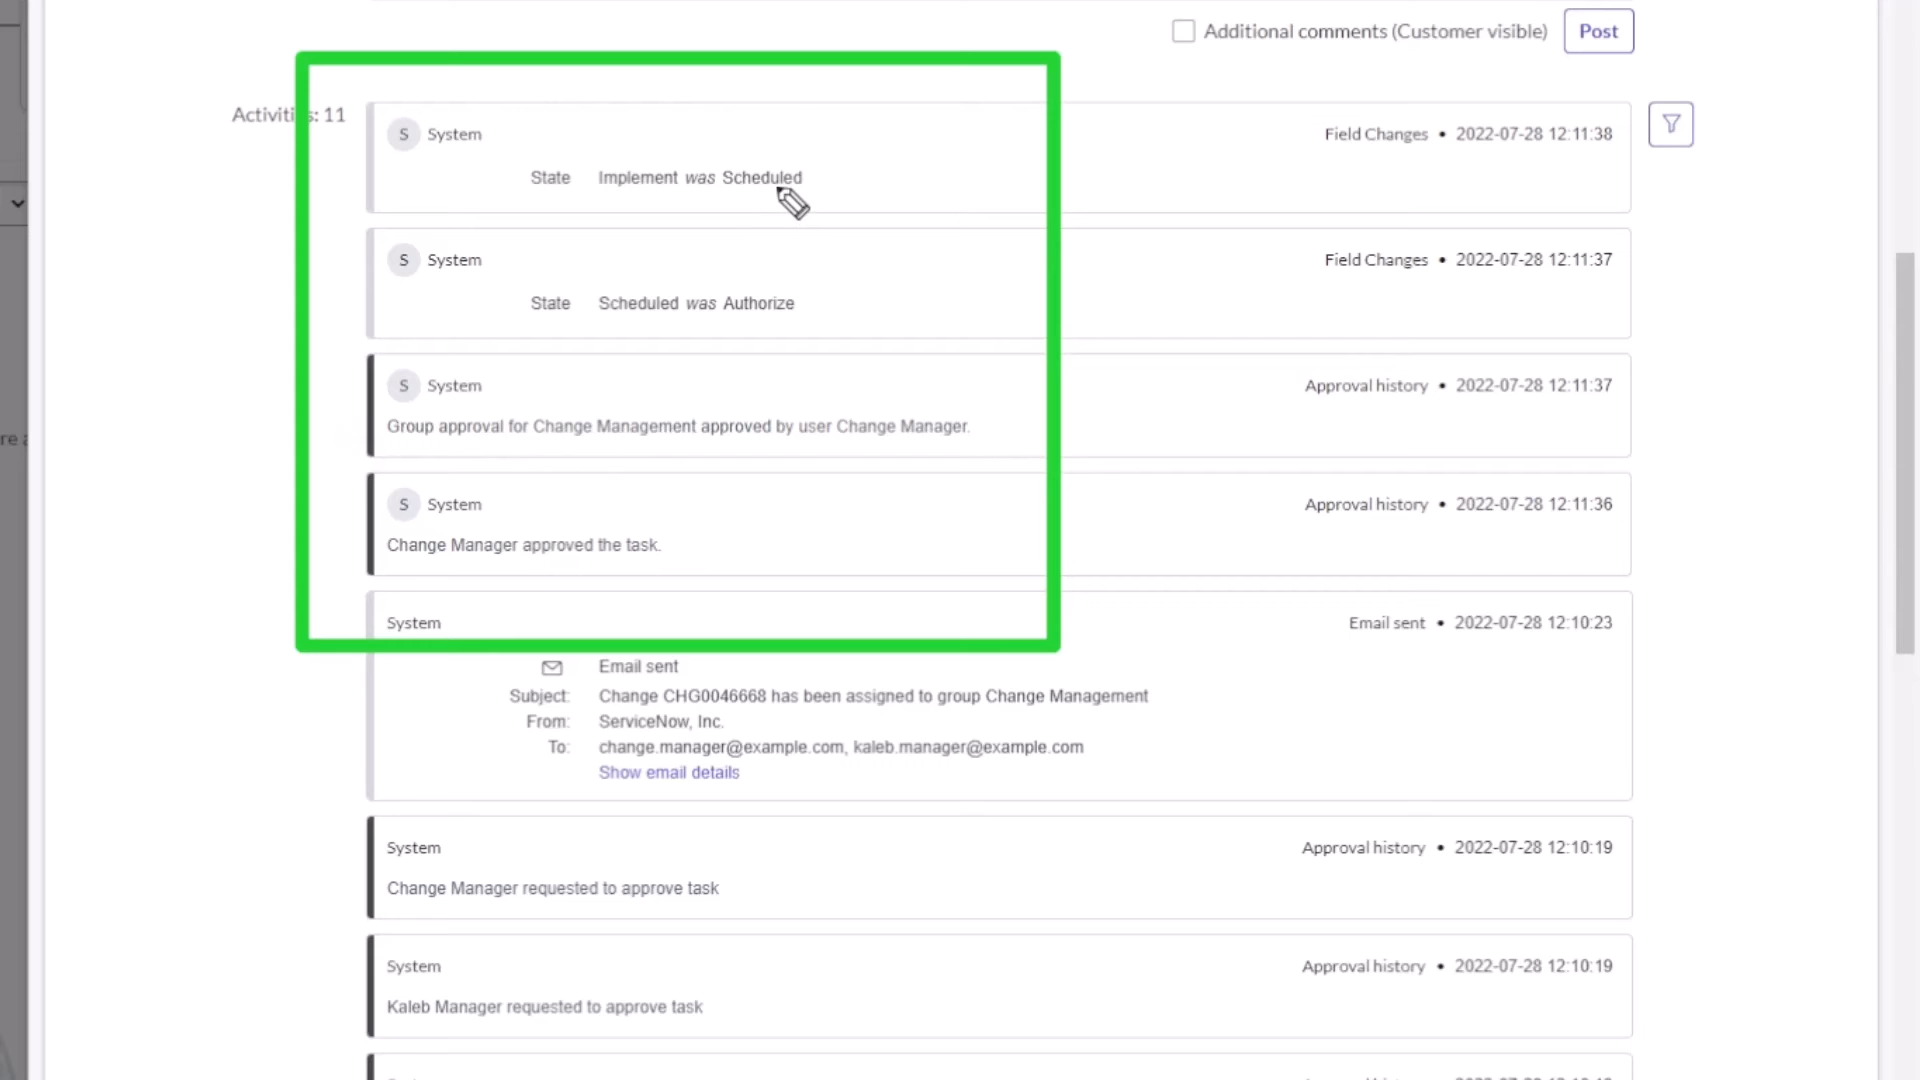 Additional comments (Customer visible) Post
Activities: 11
S System Field Changes • 2022-07-28 12:11:38
State Implement was Scheduled
S System Field Changes • 2022-07-28 12:11:37
State Scheduled was Authorize
S System Approval history • 2022-07-28 12:11:37
Group approval for Change Management approved by user Change Manager.
S System Approval history • 2022-07-28 12:11:36
Change Manager approved the task.
System Email sent • 2022-07-28 12:10:23
re a
Email sent
Subject: Change CHG0046668 has been assigned to group Change Management
From: ServiceNow, Inc.
To: change.manager@example.com, kaleb.manager@example.com
Show email details
System Approval history • 2022-07-28 12:10:19
Change Manager requested to approve task
System Approval history • 2022-07-28 12:10:19
Kaleb Manager requested to approve task